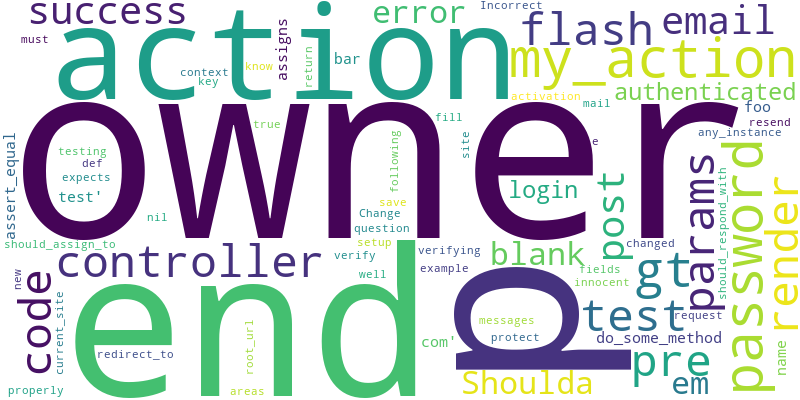 success
error
Incorrect
flash
email
must
action
assigns
context
key
know
return
bar
my_action
authenticated
activation
mail
foo
resend
any_instance
owner
true
fill
site
e
assert_equal
testing
def
expects
test'
nil
following
save
Change
question
setup
verify
well
login
post
params
should_respond_with
password
render
should_assign_to
controller
verifying
example
blank
changed
fields
innocent
gt
request
new
code
current_site
end
redirect_to
root_url
areas
com'
p
messages
protect
test
do_some_method
name
properly
Shoulda
pre
em